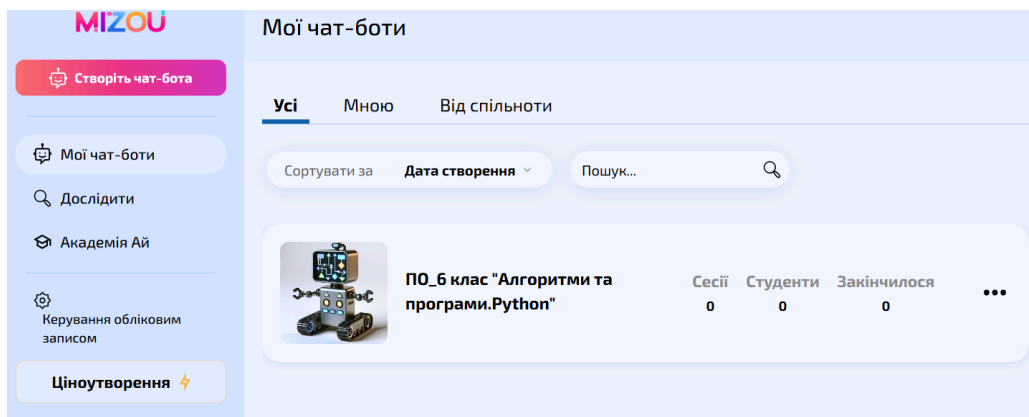 MIZOU
Створіть чат-бота
Мої чат-боти
Дослідити
Академія Ай
Керування обліковим
записом
Ціноутворення
Мої чат-боти
Усі Мною Від спільноти
Сортувати за Дата створення Пошук...
ПО_6 клас "Алгоритми та
програми.Python"
Сесії Студенти Закінчилося
0 0 0